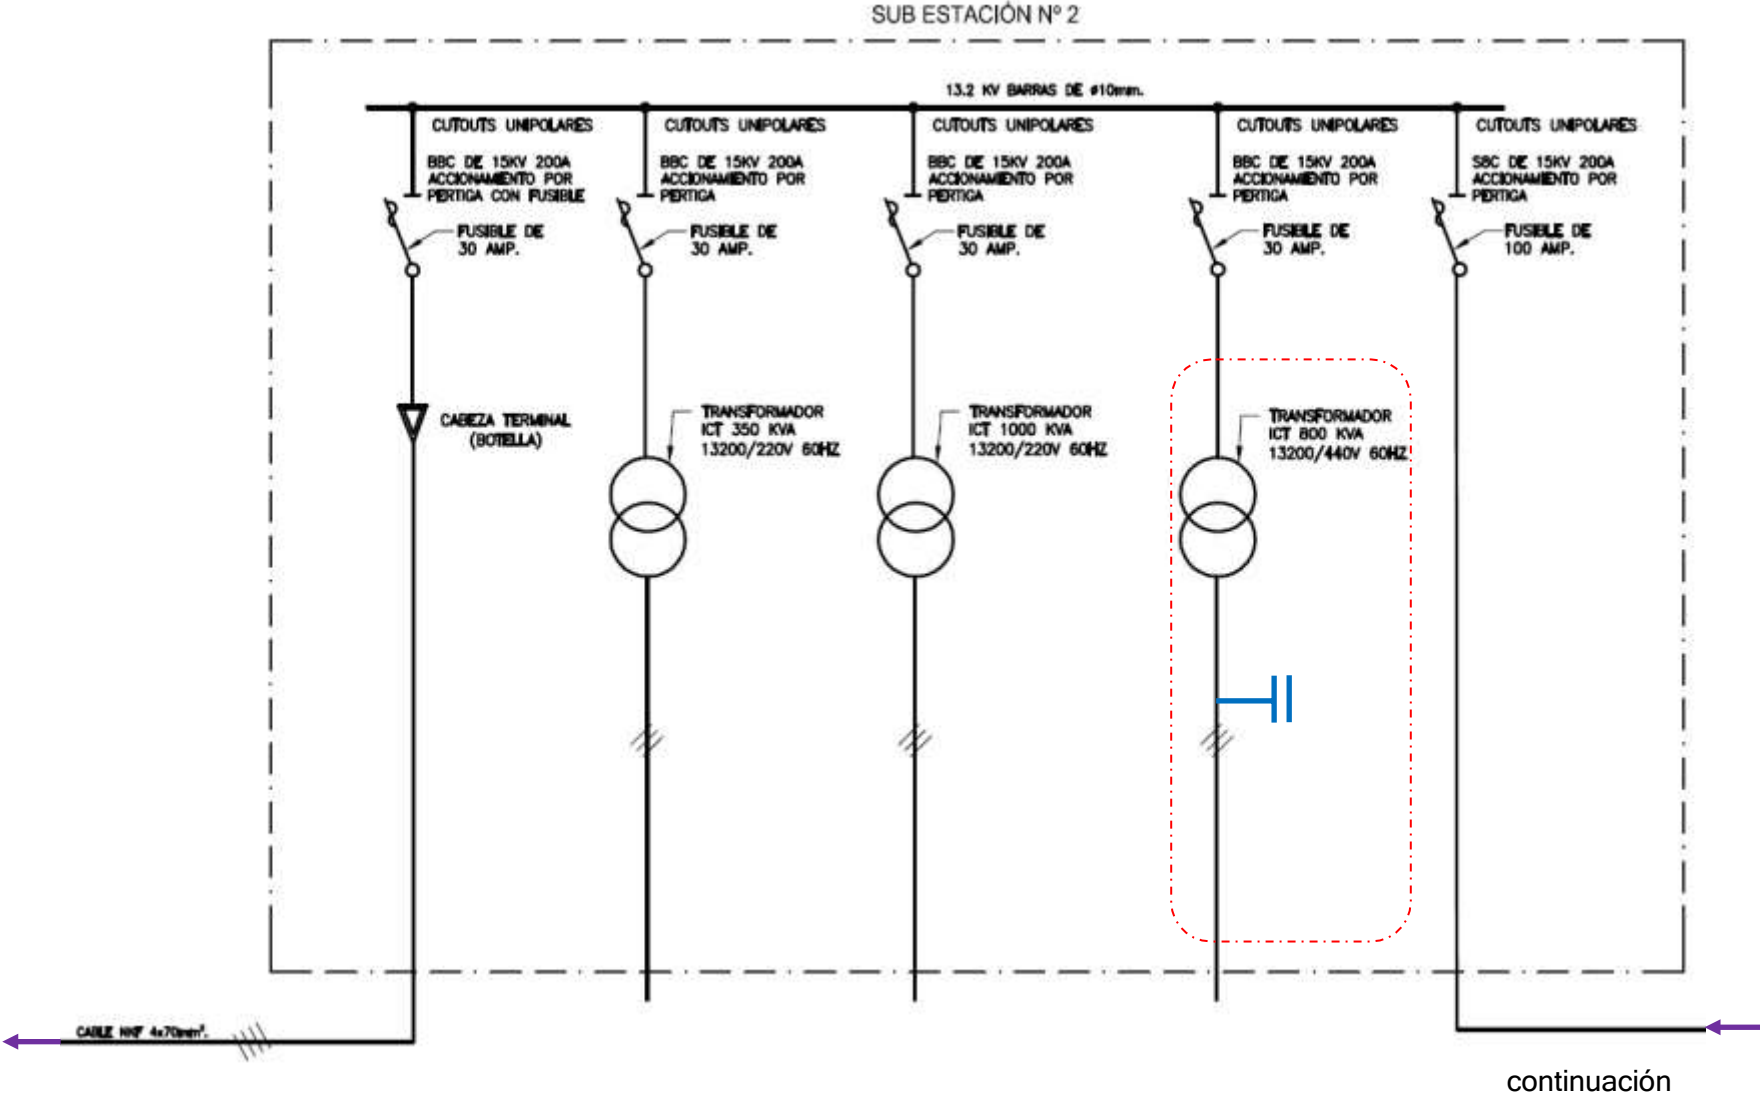 SUB ESTACIÓN Nº 2
13.2 KV BARRAS DE ø10mm.
CUTOUTS UNIPOLARES
BBC DE 15KV 200A
ACCIONAMIENTO POR
PERTIGA CON FUSIBLE
FUSIBLE DE
30 AMP.
CUTOUTS UNIPOLARES
BBC DE 15KV 200A
ACCIONAMIENTO POR
PERTIGA
FUSIBLE DE
30 AMP.
CUTOUTS UNIPOLARES
BBC DE 15KV 200A
ACCIONAMIENTO POR
PERTIGA
FUSIBLE DE
30 AMP.
CUTOUTS UNIPOLARES
BBC DE 15KV 200A
ACCIONAMIENTO POR
PERTIGA
FUSIBLE DE
30 AMP.
CUTOUTS UNIPOLARES
S&C DE 15KV 200A
ACCIONAMIENTO POR
PERTIGA
FUSIBLE DE
100 AMP.
CABEZA TERMINAL
(BOTELLA)
TRANSFORMADOR
ICT 350 KVA
13200/220V 60HZ
TRANSFORMADOR
ICT 1000 KVA
13200/220V 60HZ
TRANSFORMADOR
ICT 800 KVA
13200/440V 60HZ
CABLE NKY 4x70mm².
continuación